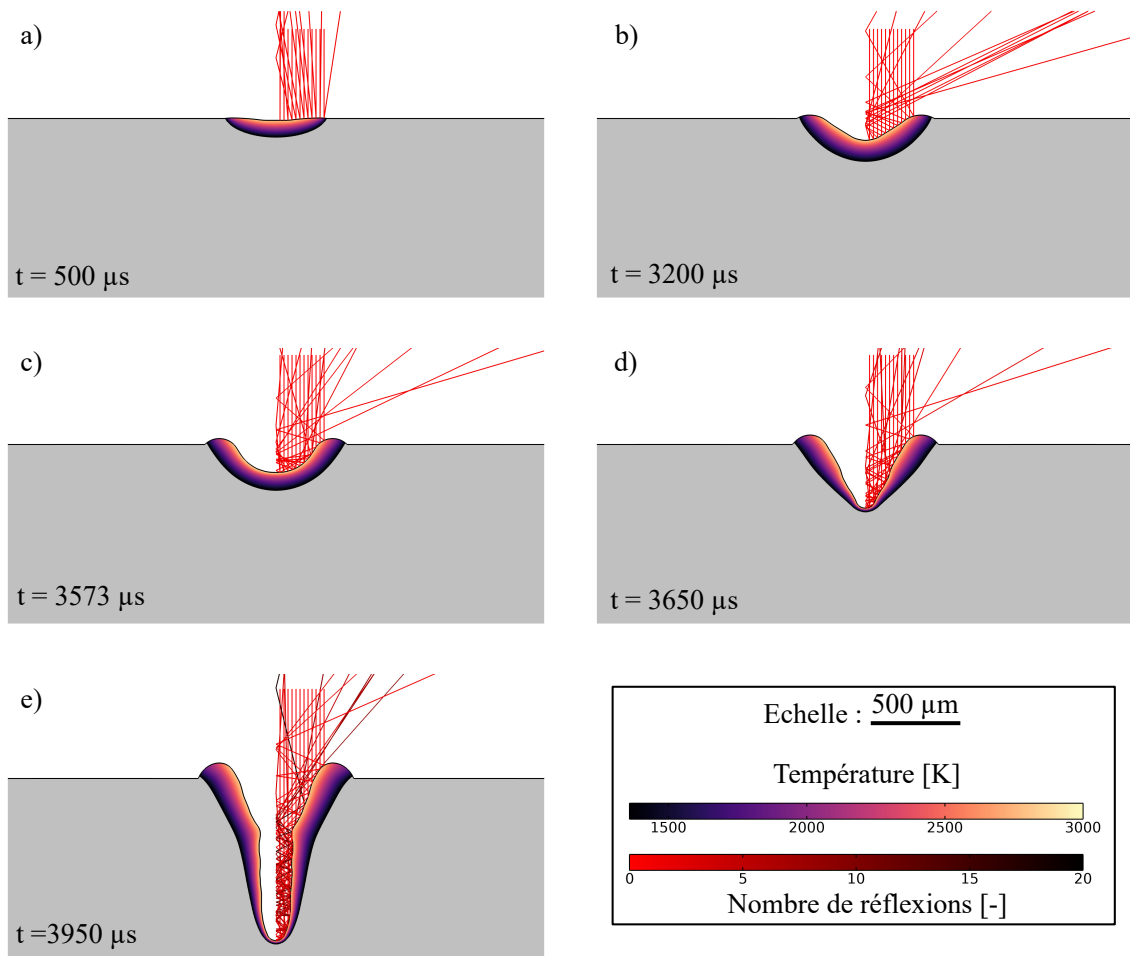 a)
t = 500 µs
b)
t = 3200 µs
c)
t = 3573 µs
d)
t = 3650 µs
e)
t =3950 µs
Echelle : 500 µm
Température [K]
1500 2000 2500 3000
0 5 10 15 20
Nombre de réflexions [-]